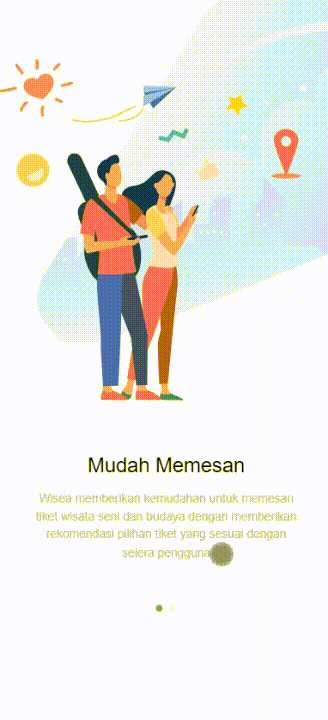 Mudah Memesan
Wisea memberikan kemudahan untuk memesan
tiket wisata seni dan budaya dengan memberikan
rekomendasi pilihan tiket yang sesuai dengan
selera pengguna